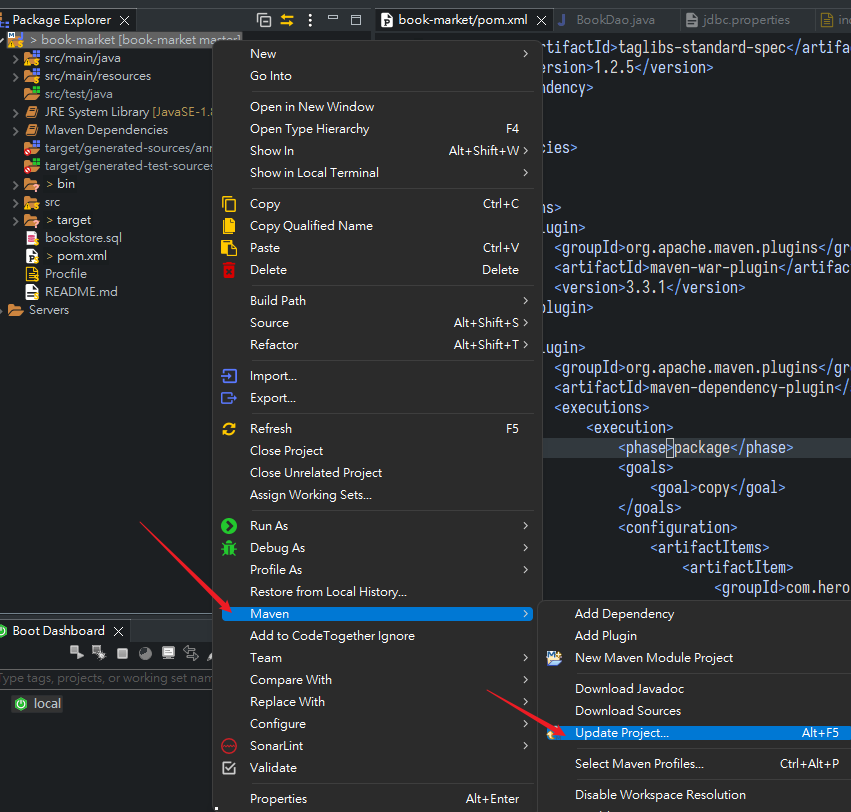 Package Explorer
book-market/pom.xml
BookDao.java
jdbc.properties
in
> book-market [book-market master]
src/main/java
src/main/resources
src/test/java
JRE System Library [JavaSE-1.8
Maven Dependencies
target/generated-sources/ann
target/generated-test-sources
> bin
src
> target
bookstore.sql
> pom.xml
Procfile
README.md
Servers
New
Go Into
Open in New Window
Open Type Hierarchy F4
Show In Alt+Shift+W
Show in Local Terminal
Copy Ctrl+C
Copy Qualified Name
Paste Ctrl+V
Delete Delete
Build Path
Source Alt+Shift+S
Refactor Alt+Shift+T
Import...
Export...
Refresh F5
Close Project
Close Unrelated Project
Assign Working Sets...
Run As
Debug As
Profile As
Restore from Local History...
Maven
Add to CodeTogether Ignore
Team
Compare With
Replace With
Configure
SonarLint
Validate
Properties Alt+Enter
rtifactId>taglibs-standard-spec</artifa
ersion>1.2.5</version>
ndency>
cies>
ns>
lugin>
<groupId>org.apache.maven.plugins</gr
<artifactId>maven-war-plugin</artifac
<version>3.3.1</version>
plugin>
lugin>
<groupId>org.apache.maven.plugins</gr
<artifactId>maven-dependency-plugin</
<executions>
<execution>
<phase>package</phase>
<goals>
<goal>copy</goal>
</goals>
<configuration>
<artifactItems>
<artifactItem>
<groupId>com.hero
Add Dependency
Add Plugin
New Maven Module Project
Download Javadoc
Download Sources
Update Project... Alt+F5
Select Maven Profiles... Ctrl+Alt+P
Disable Workspace Resolution
Boot Dashboard
Type tags, projects, or working set nam
local